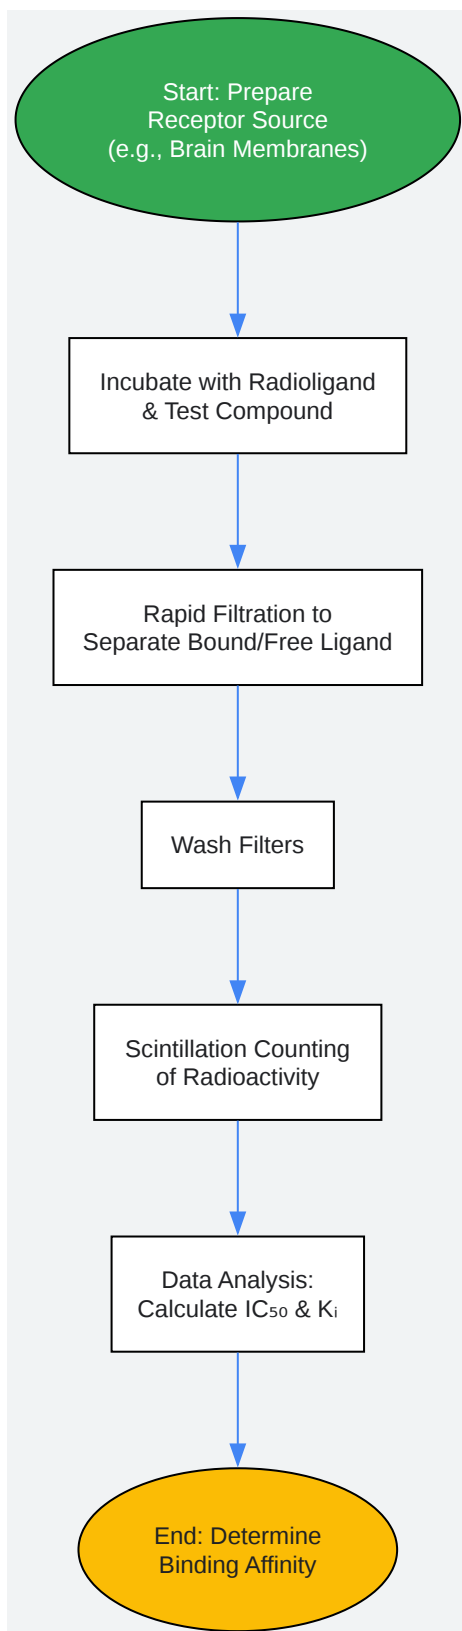 Start: Prepare
Receptor Source
(e.g., Brain Membranes)
Incubate with Radioligand
& Test Compound
Rapid Filtration to
Separate Bound/Free Ligand
Wash Filters
Scintillation Counting
of Radioactivity
Data Analysis:
Calculate IC₅₀ & Kᵢ
End: Determine
Binding Affinity